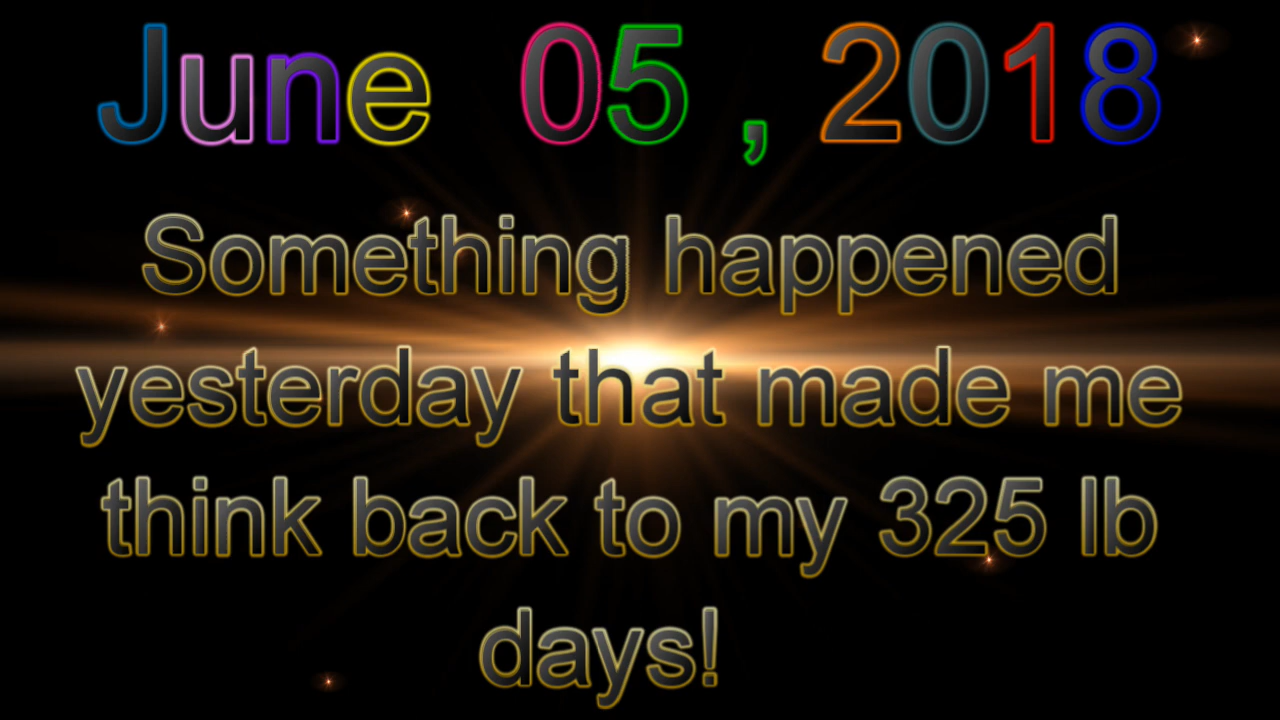 June 05 , 2018
Something happened
yesterday that made me
think back to my 325 lb
days!